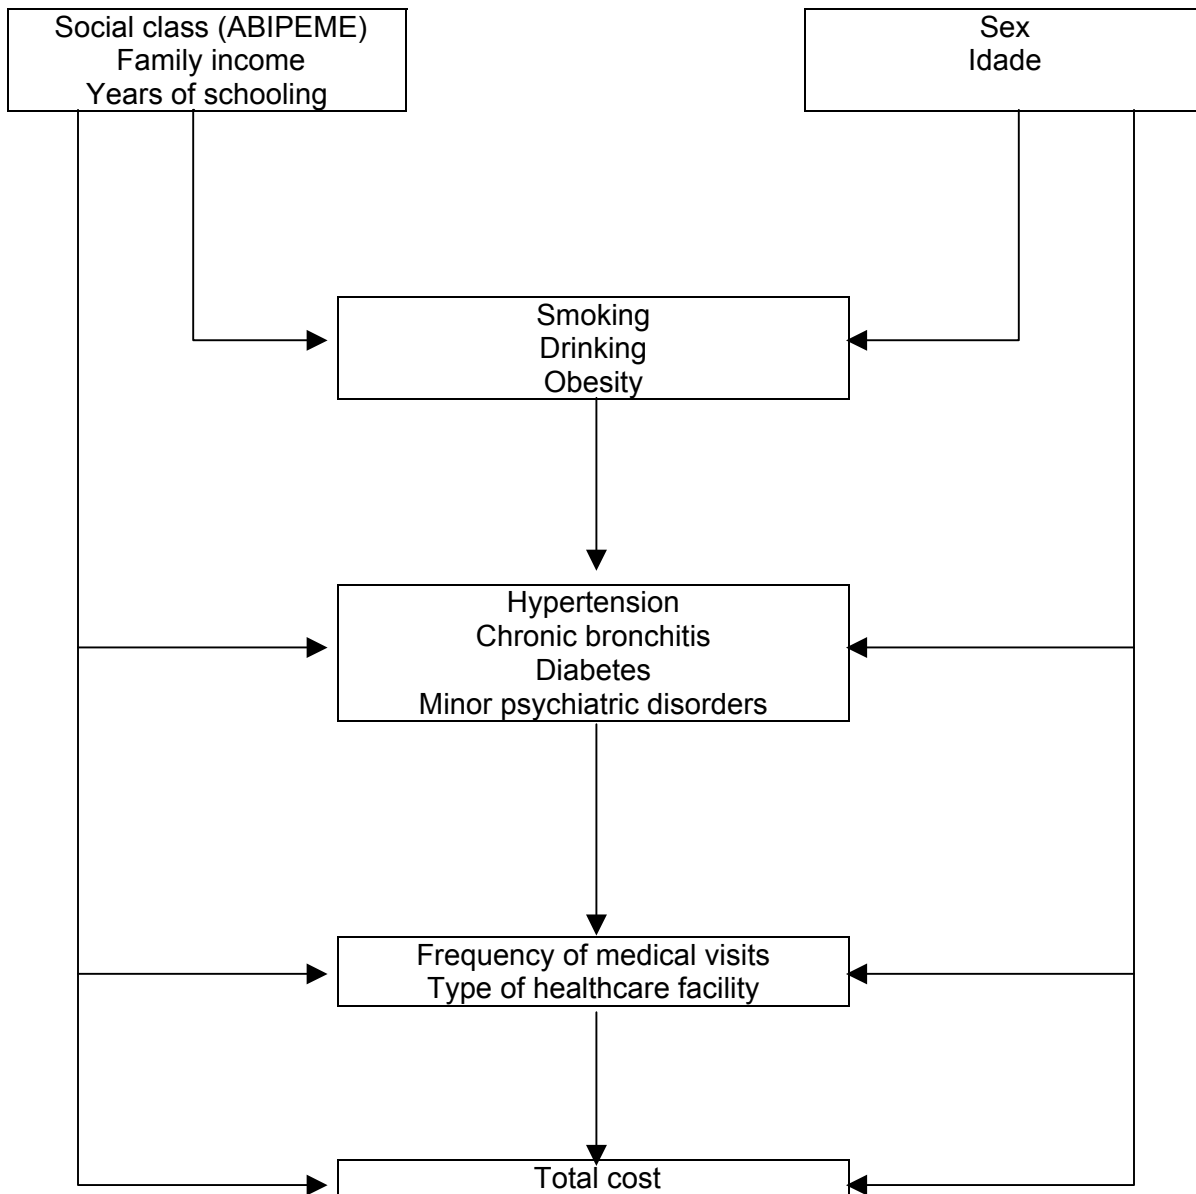 Social class (ABIPEME)
Family income
Years of schooling
Sex
Idade
Smoking
Drinking
Obesity
Hypertension
Chronic bronchitis
Diabetes
Minor psychiatric disorders
Frequency of medical visits
Type of healthcare facility
Total cost